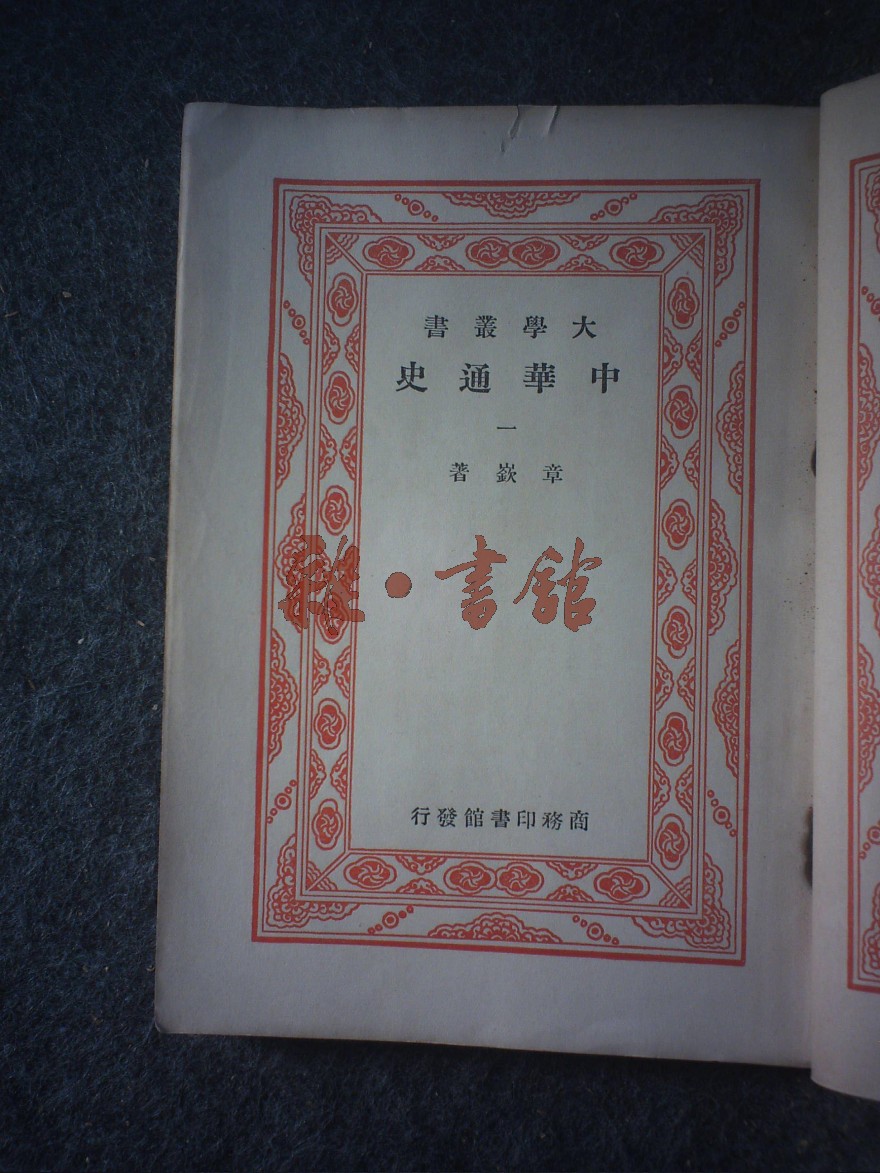 大學叢書
中華通史
一
章嶔著
雜·書館
商務印書館發行